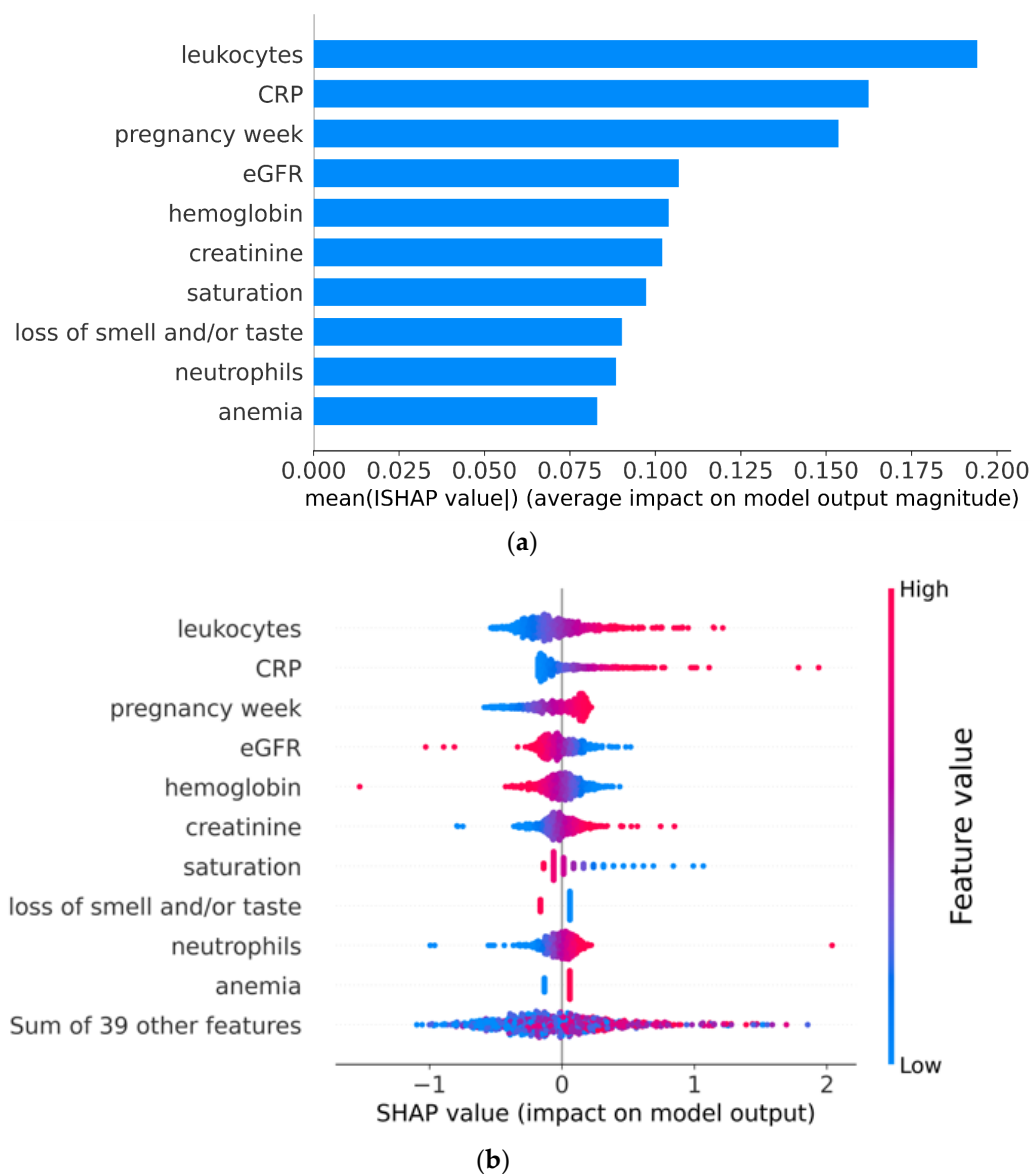 leukocytes
CRP
pregnancy week
eGFR
hemoglobin
creatinine
saturation
loss of smell and/or taste
neutrophils
anemia
0.000 0.025 0.050 0.075 0.100 0.125 0.150 0.175 0.200
mean(ISHAP value|) (average impact on model output magnitude)
(a)
High
leukocytes
CRP
pregnancy week
eGFR
hemoglobin
creatinine
saturation
loss of smell and/or taste
neutrophils
anemia
Sum of 39 other features
Feature value
Low
−1 0 1 2
SHAP value (impact on model output)
(b)